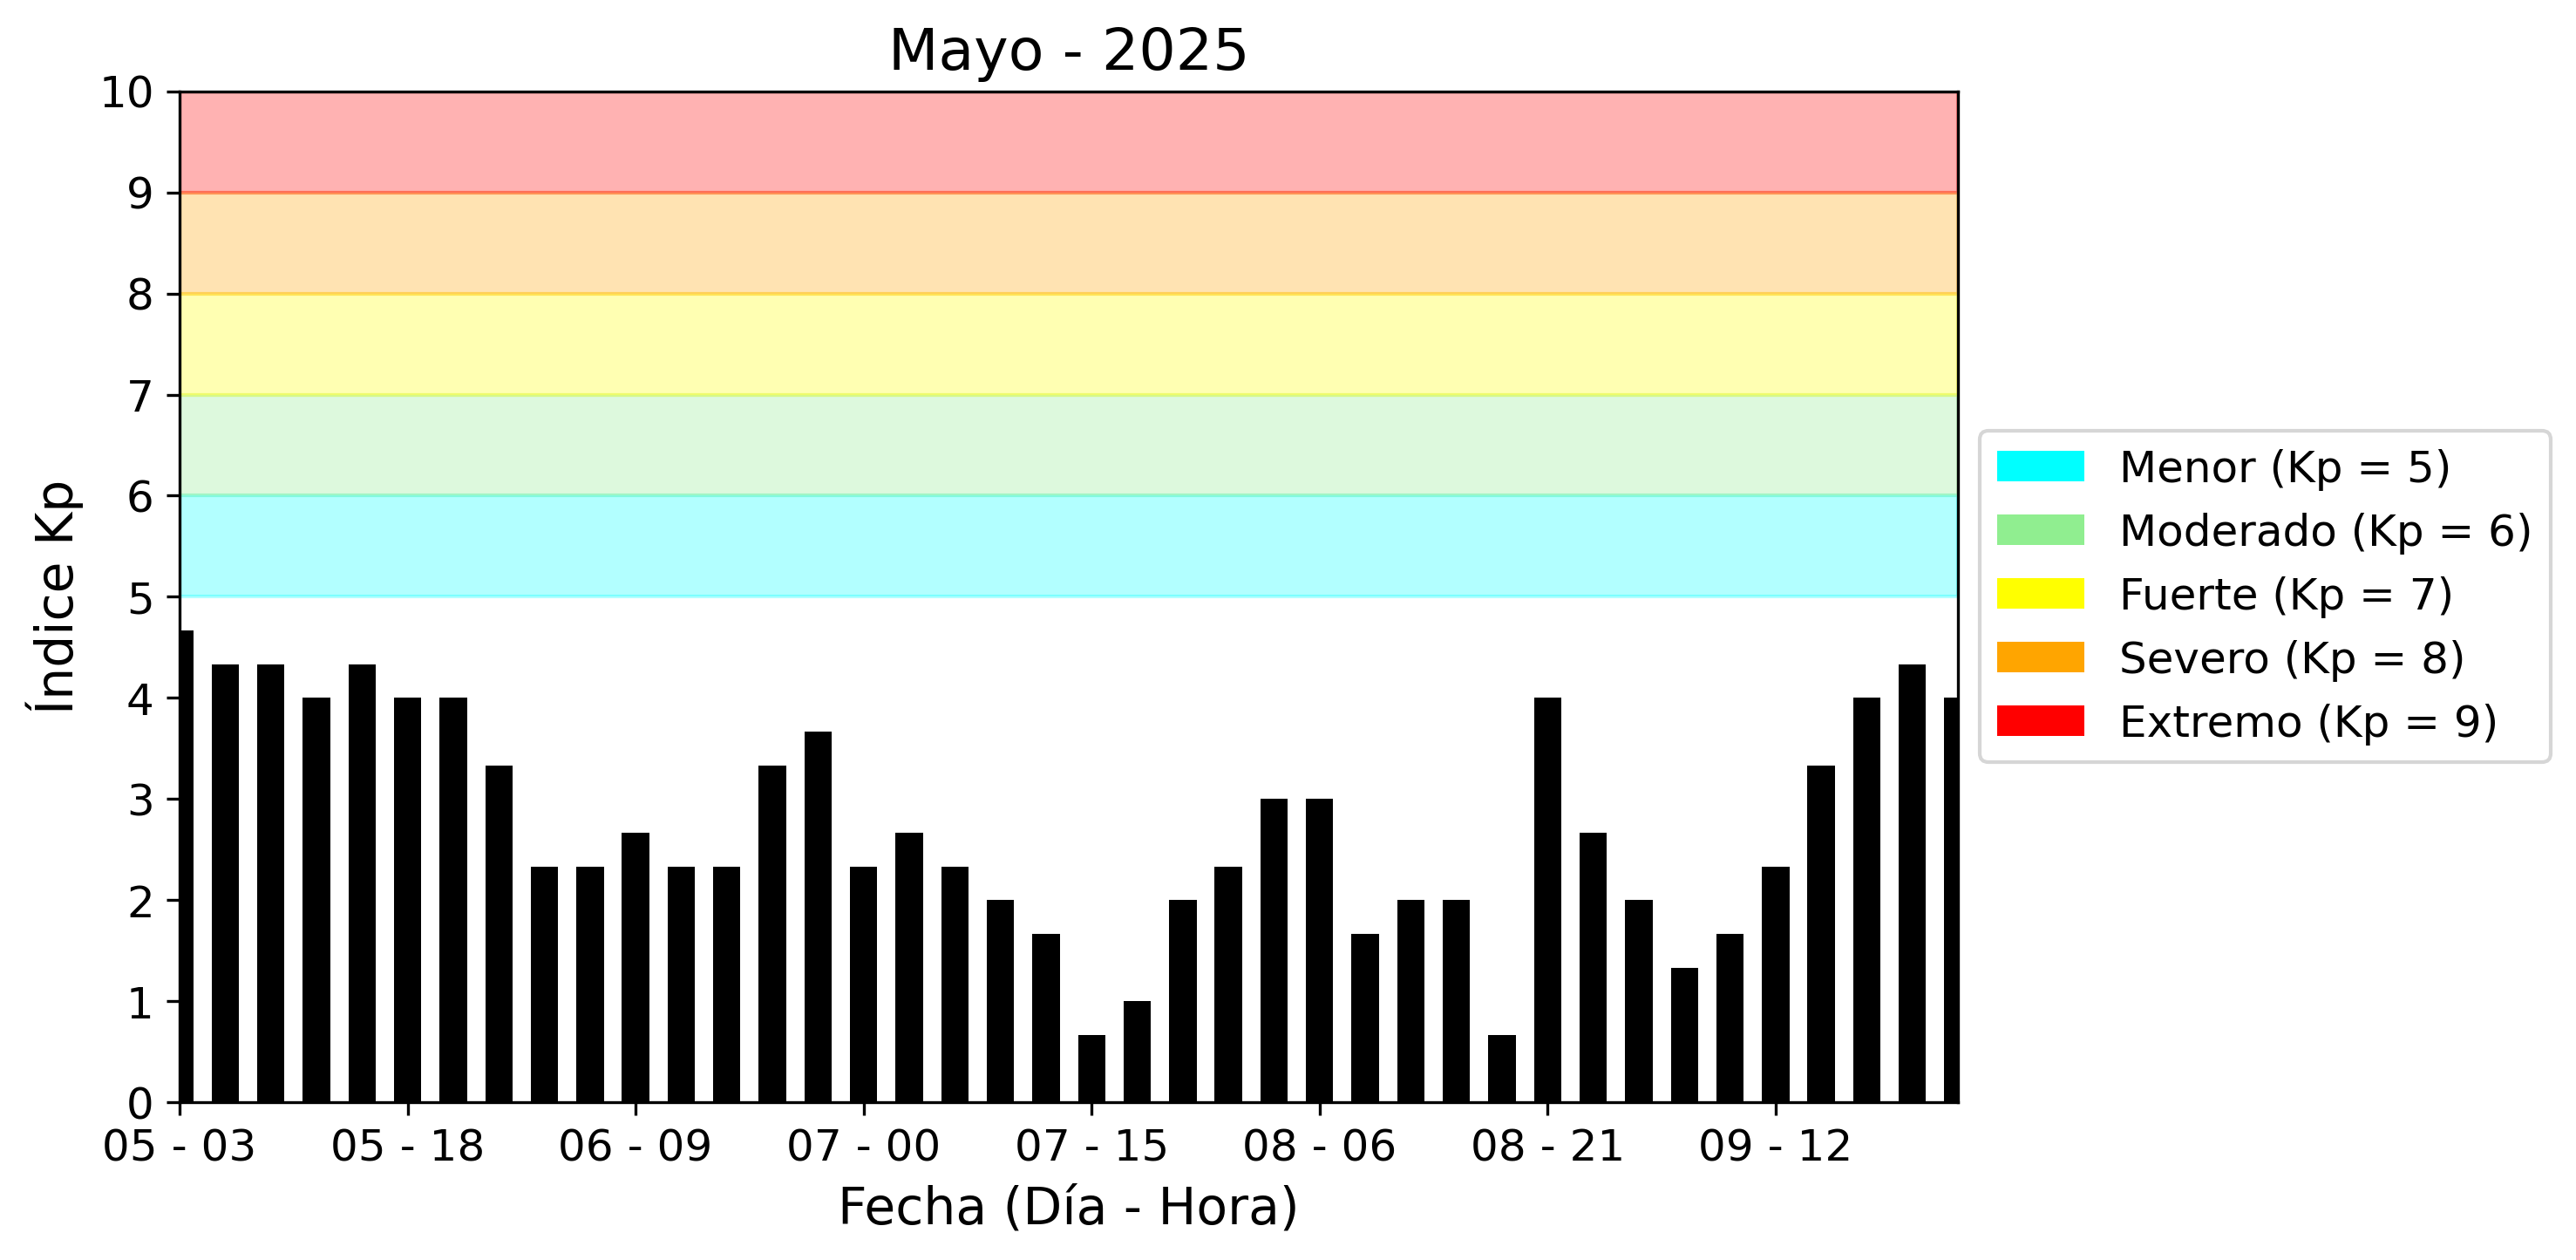 Mayo - 2025
10
9
8
7
6
5
4
3
2
1
0
Índice Kp
05 - 03
05 - 18
06 - 09
07 - 00
07 - 15
08 - 06
08 - 21
09 - 12
Fecha (Día - Hora)
Menor (Kp = 5)
Moderado (Kp = 6)
Fuerte (Kp = 7)
Severo (Kp = 8)
Extremo (Kp = 9)